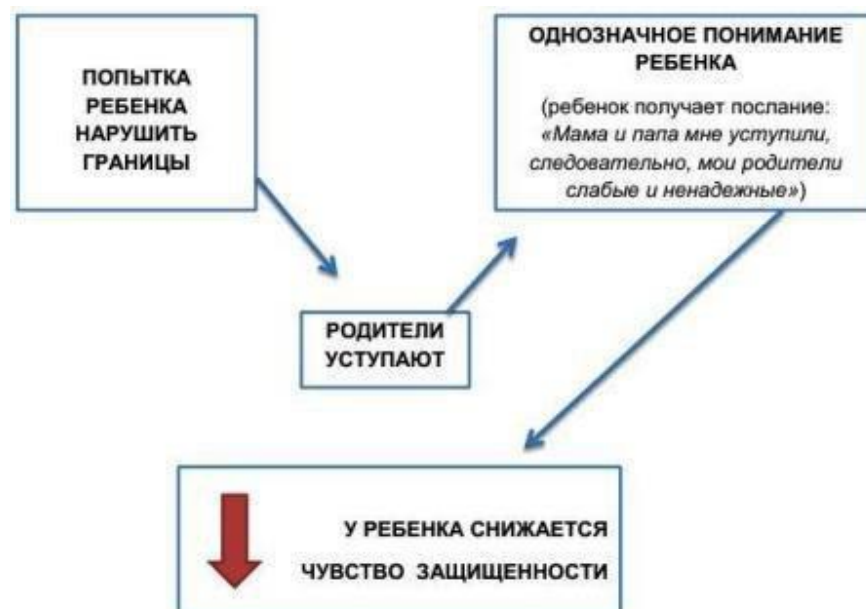 ПОПЫТКА
РЕБЕНКА
НАРУШИТЬ
ГРАНИЦЫ
РОДИТЕЛИ
УСТУПАЮТ
ОДНОЗНАЧНОЕ ПОНИМАНИЕ
РЕБЕНКА
(ребенок получает послание:
«Мама и папа мне уступили,
следовательно, мои родители
слабые и ненадежные»)
У РЕБЕНКА СНИЖАЕТСЯ
ЧУВСТВО ЗАЩИЩЕННОСТИ